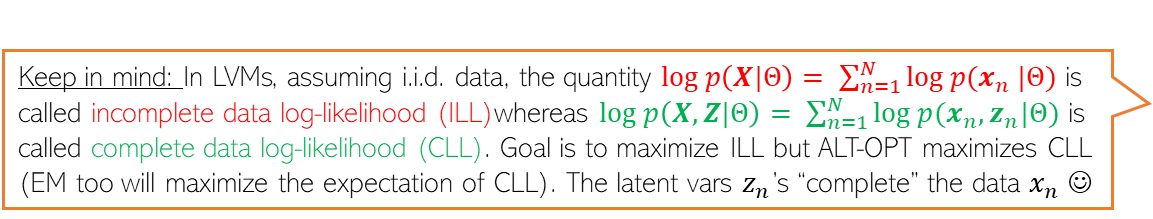 Keep in mind: In LVMs, assuming i.i.d. data, the quantity log p(X|Θ) = ∑ₙ₌₁ᴺ log p(xₙ |Θ) is
called incomplete data log-likelihood (ILL)whereas log p(X, Z|Θ) = ∑ₙ₌₁ᴺ log p(xₙ, zₙ|Θ) is
called complete data log-likelihood (CLL). Goal is to maximize ILL but ALT-OPT maximizes CLL
(EM too will maximize the expectation of CLL). The latent vars zₙ's “complete” the data xₙ ☺